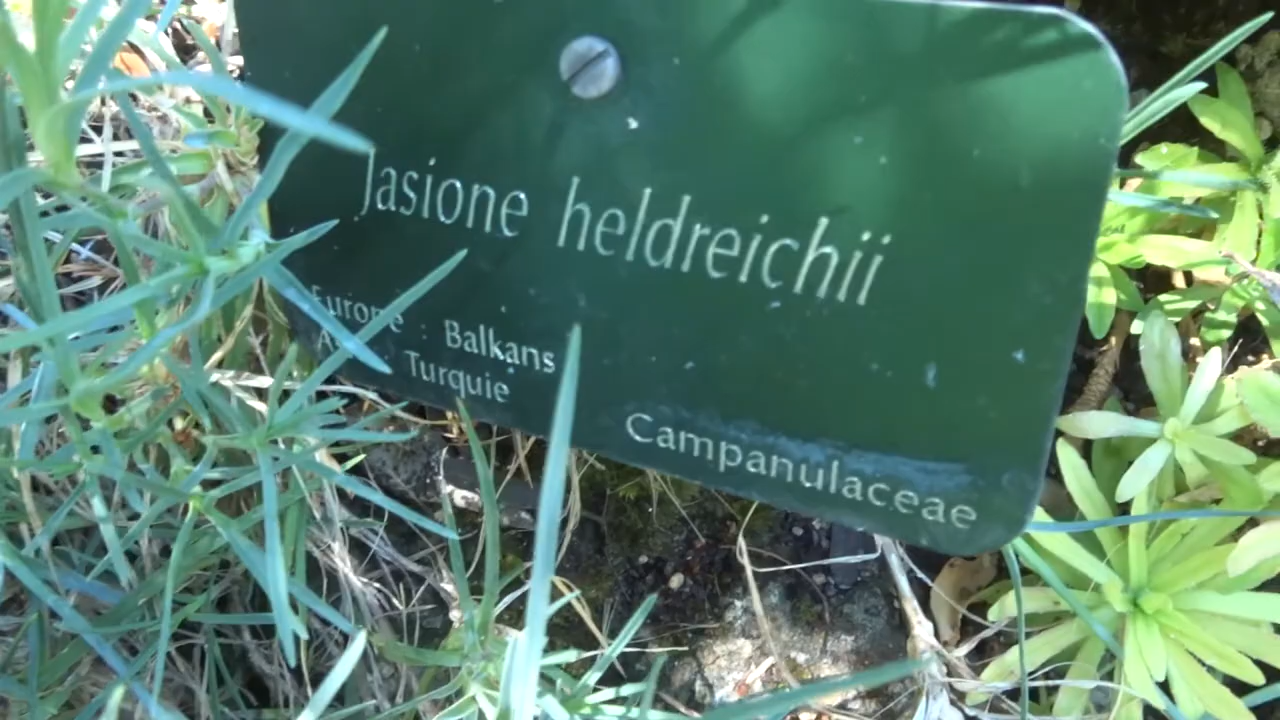 Jasione heldreichii
Europe : Balkans
: Turquie
Campanulaceae